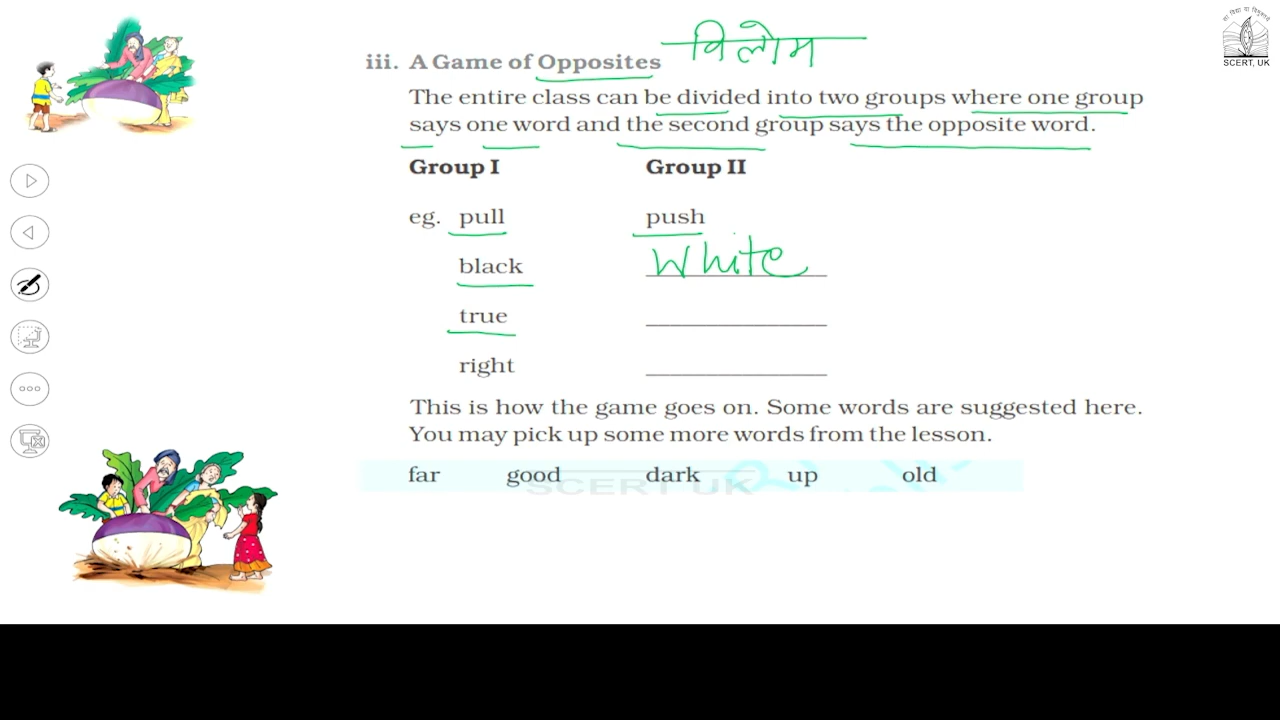 iii. A Game of Opposites विलोम
The entire class can be divided into two groups where one group
says one word and the second group says the opposite word.
Group I Group II
eg. pull push
black White
true
right
This is how the game goes on. Some words are suggested here.
You may pick up some more words from the lesson.
far good dark up old
SCERT UK
SCERT, UK